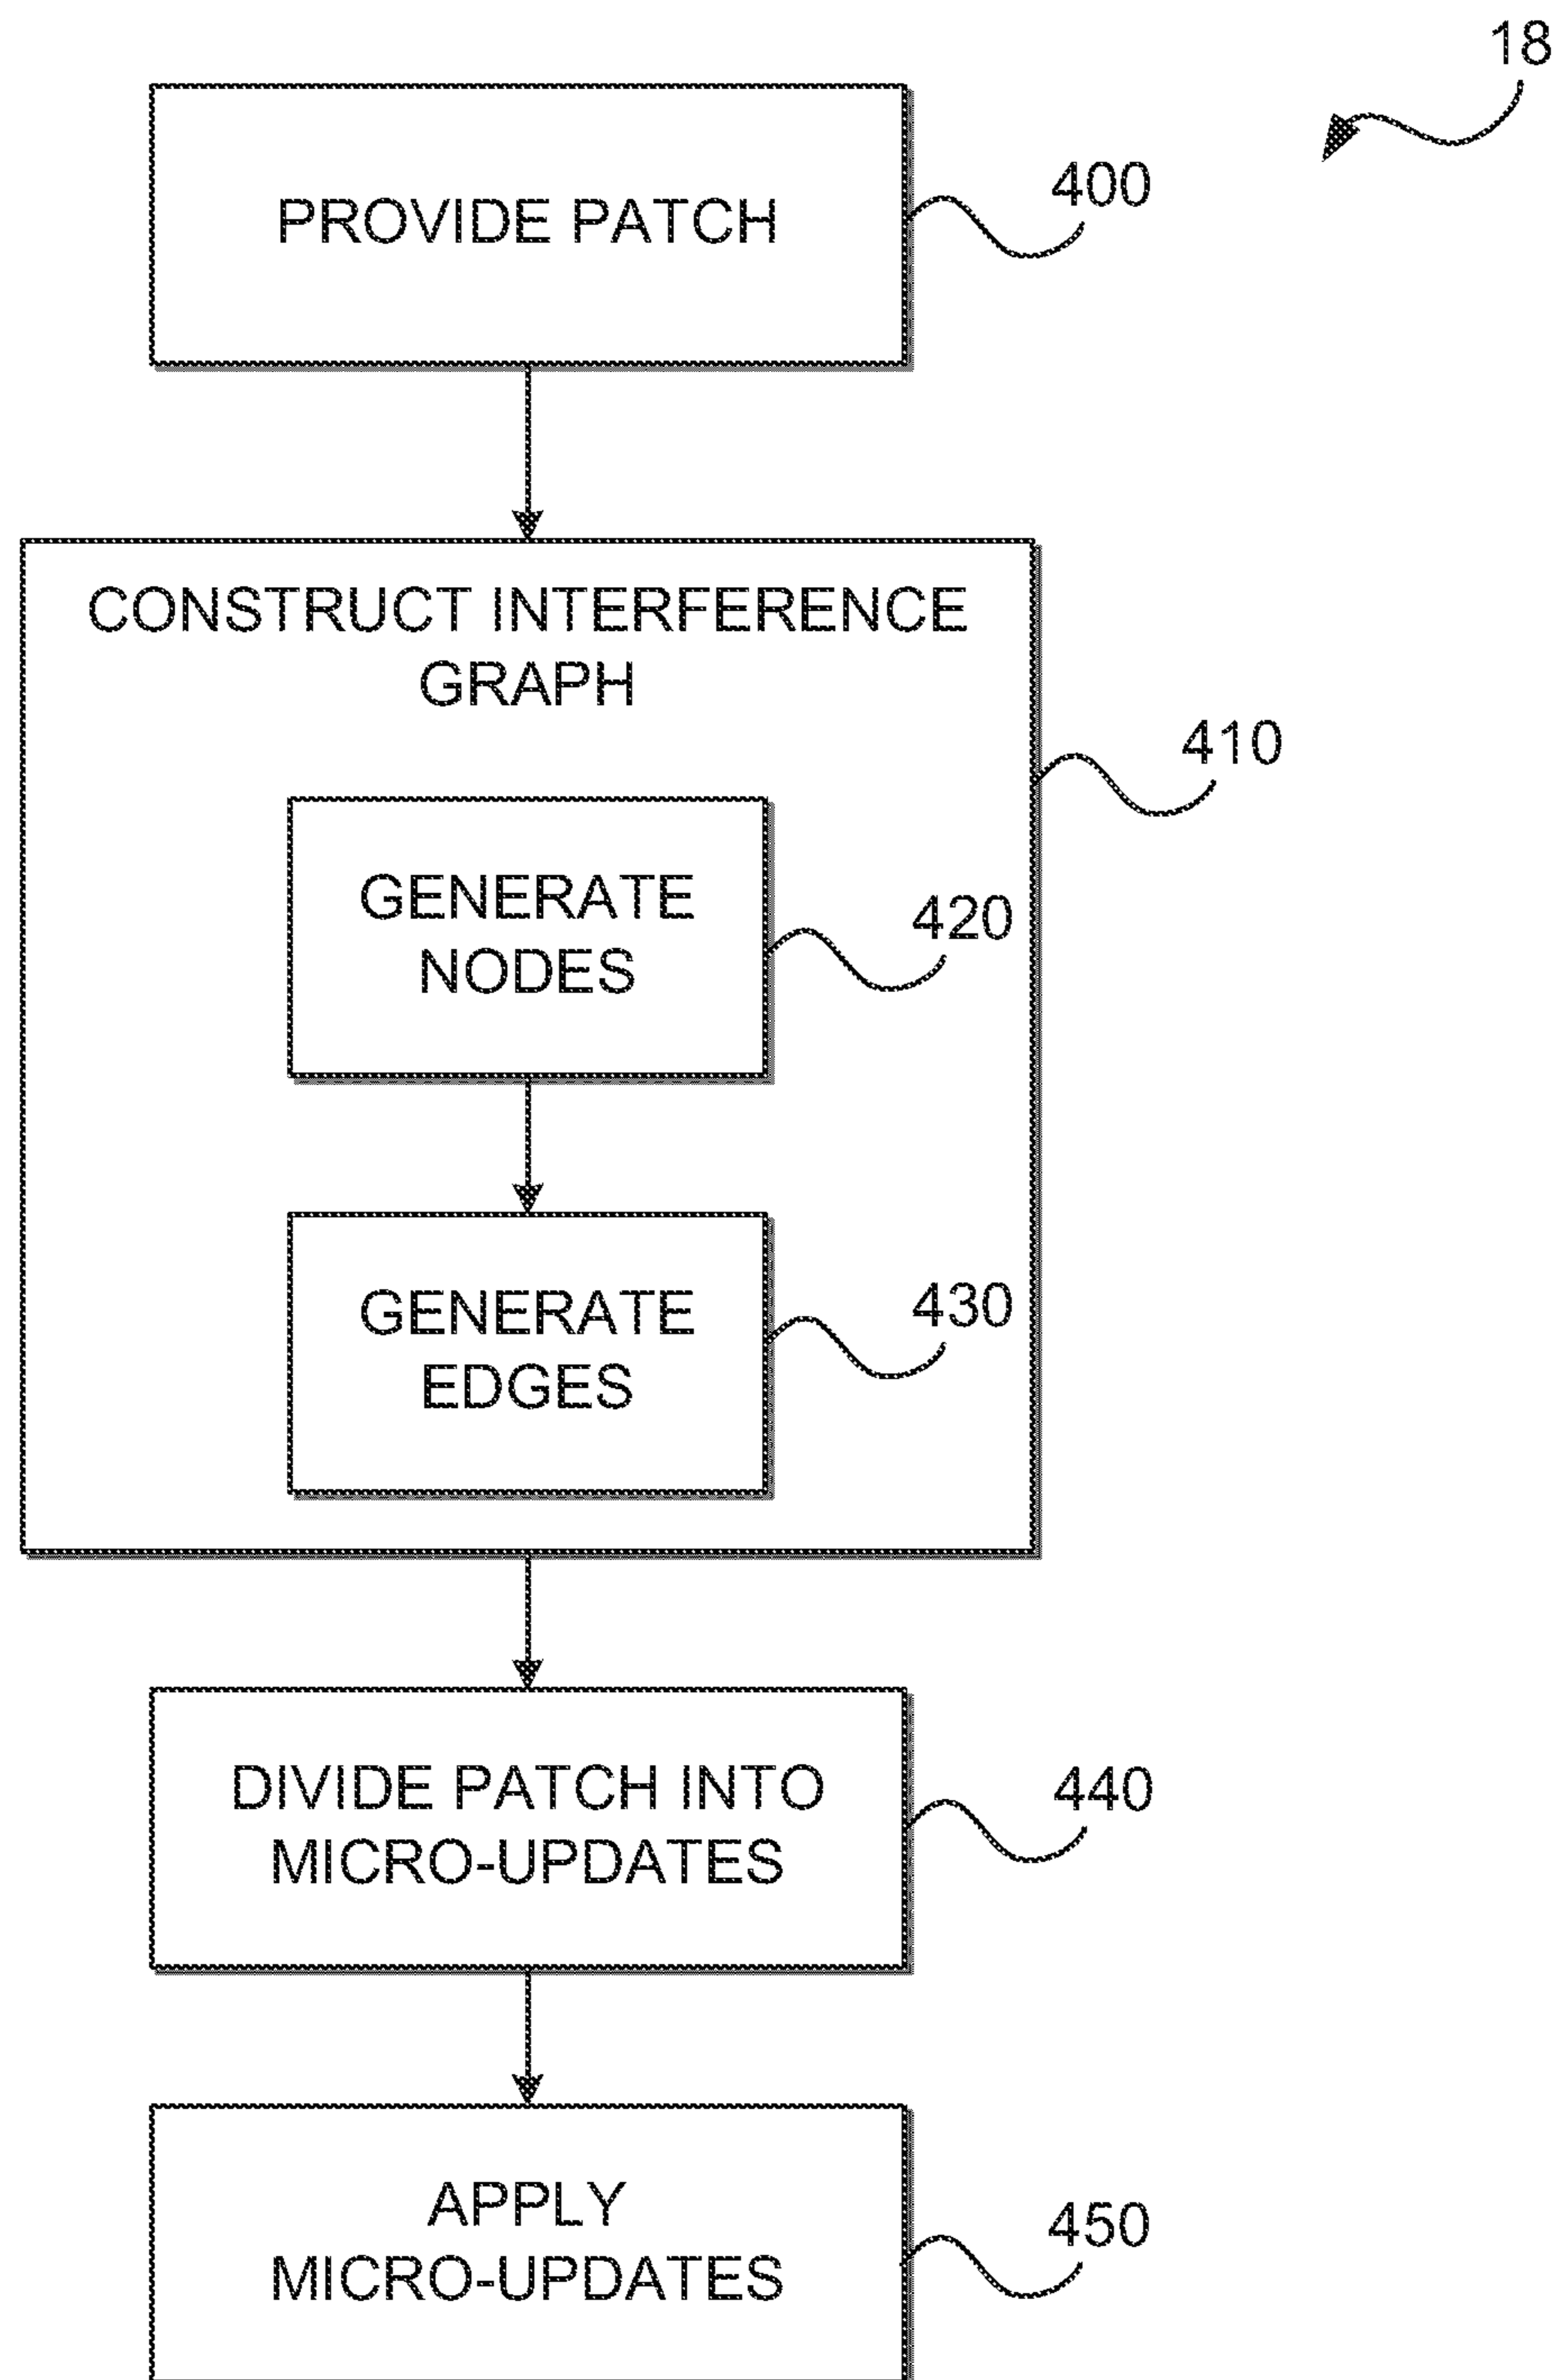 18
PROVIDE PATCH
400
CONSTRUCT INTERFERENCE
GRAPH
410
GENERATE
NODES
420
GENERATE
EDGES
430
DIVIDE PATCH INTO
MICRO-UPDATES
440
APPLY
MICRO-UPDATES
450